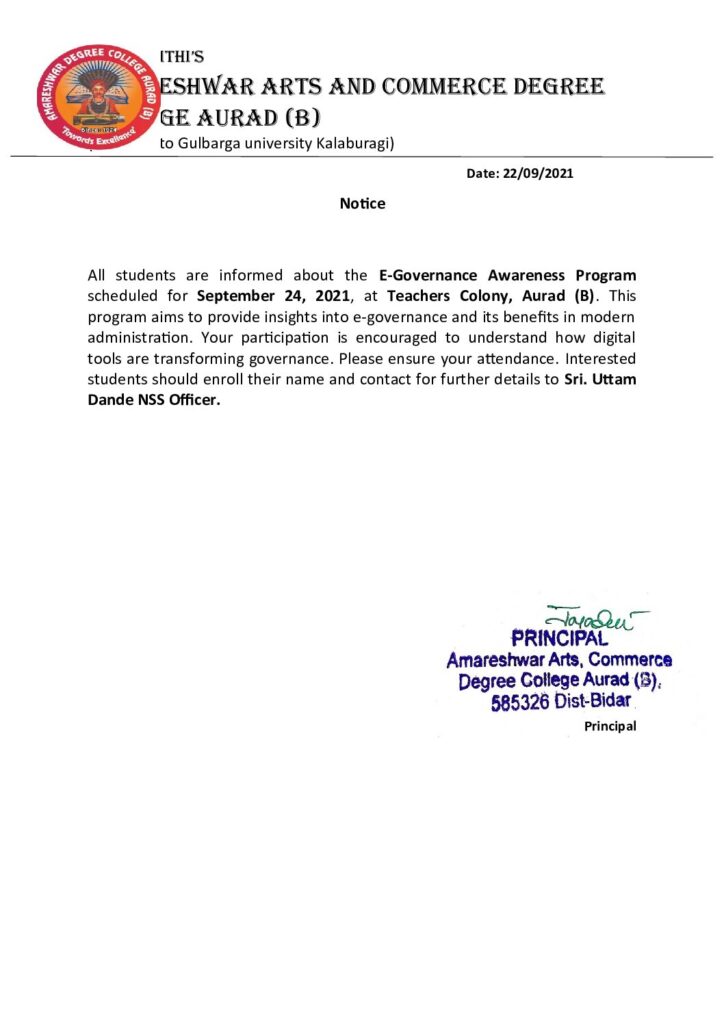 AMARESHWAR DEGREE COLLEGE AURAD (B)
"Towards Excellence"
ITHI'S
ESHWAR ARTS AND COMMERCE DEGREE
GE AURAD (B)
to Gulbarga university Kalaburagi)
Date: 22/09/2021
Notice
All students are informed about the E-Governance Awareness Program
scheduled for September 24, 2021, at Teachers Colony, Aurad (B). This
program aims to provide insights into e-governance and its benefits in modern
administration. Your participation is encouraged to understand how digital
tools are transforming governance. Please ensure your attendance. Interested
students should enroll their name and contact for further details to Sri. Uttam
Dande NSS Officer.
PRINCIPAL
Amareshwar Arts, Commerce
Degree College Aurad (B).
585326 Dist-Bidar
Principal